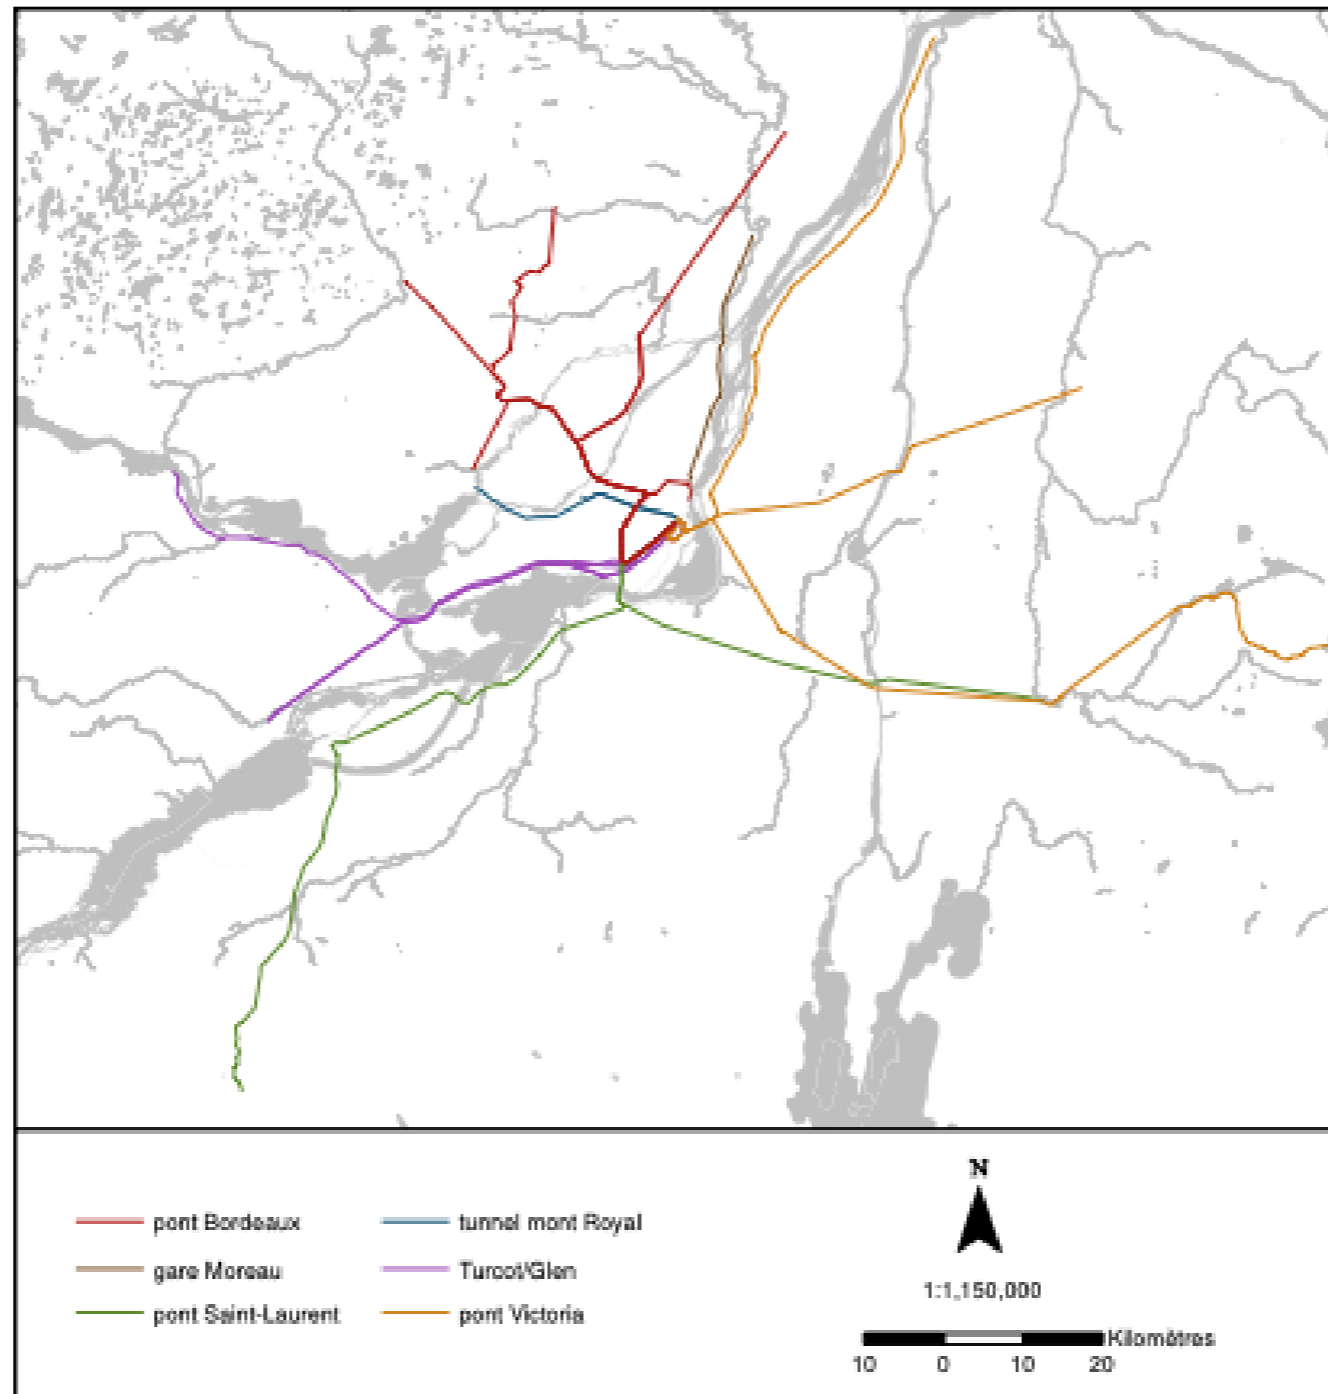 pont Bordeaux
gare Moreau
pont Saint-Laurent
tunnel mont Royal
Turcot/Glen
pont Victoria
N
1:1,150,000
Kilomètres
10 0 10 20